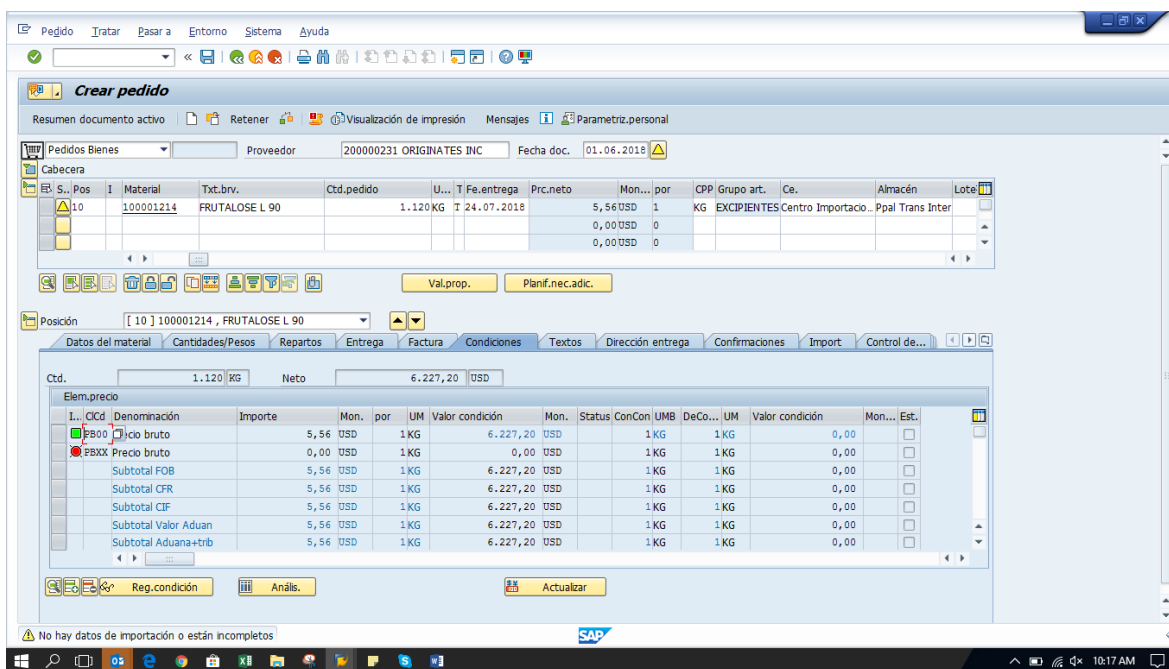 Pedido Tratar Pasar a Entorno Sistema Ayuda
Crear pedido
Resumen documento activo Retener Visualización de impresión Mensajes Parametriz.personal
Pedidos Bienes Proveedor 200000231 ORIGINATES INC Fecha doc. 01.06.2018
Cabecera
S.. Pos I Material Txt.brv. Ctd.pedido U... T Fe.entrega Prc.neto Mon... por CPP Grupo art. Ce. Almacén Lote
10 100001214 FRUTALOSE L 90 1.120 KG T 24.07.2018 5,56 USD 1 KG EXCIPIENTES Centro Importacio... Ppal Trans Inter
0,00 USD 0
0,00 USD 0
Val.prop. Planif.nec.adic.
Posición [ 10 ] 100001214 , FRUTALOSE L 90
Datos del material Cantidades/Pesos Repartos Entrega Factura Condiciones Textos Dirección entrega Confirmaciones Import Control de...
Ctd. 1.120 KG Neto 6.227,20 USD
Elem.precio
I... ClCd Denominación Importe Mon. por UM Valor condición Mon. Status ConCon UMB DeCo... UM Valor condición Mon... Est.
PB00 cio bruto 5,56 USD 1 KG 6.227,20 USD 1 KG 1 KG 0,00
PBXX Precio bruto 0,00 USD 1 KG 0,00 USD 1 KG 1 KG 0,00
Subtotal FOB 5,56 USD 1 KG 6.227,20 USD 1 KG 1 KG 0,00
Subtotal CFR 5,56 USD 1 KG 6.227,20 USD 1 KG 1 KG 0,00
Subtotal CIF 5,56 USD 1 KG 6.227,20 USD 1 KG 1 KG 0,00
Subtotal Valor Aduan 5,56 USD 1 KG 6.227,20 USD 1 KG 1 KG 0,00
Subtotal Aduana+trib 5,56 USD 1 KG 6.227,20 USD 1 KG 1 KG 0,00
Reg.condición Anális. Actualizar
No hay datos de importación o están incompletos SAP
10:17 AM